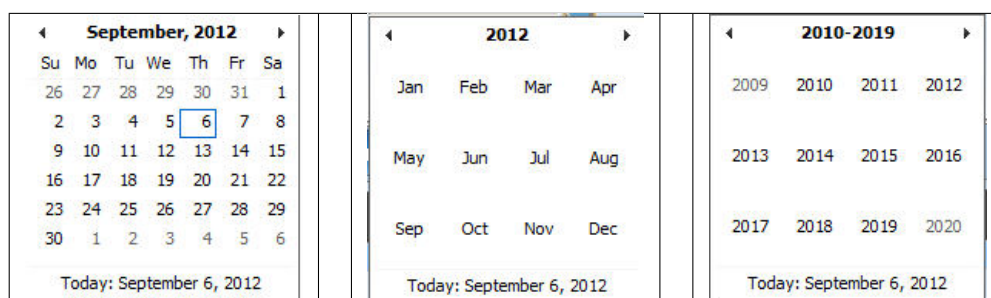 September, 2012
Su Mo Tu We Th Fr Sa
26 27 28 29 30 31 1
2 3 4 5 6 7 8
9 10 11 12 13 14 15
16 17 18 19 20 21 22
23 24 25 26 27 28 29
30 1 2 3 4 5 6
Today: September 6, 2012
2012
Jan Feb Mar Apr
May Jun Jul Aug
Sep Oct Nov Dec
Today: September 6, 2012
2010-2019
2009 2010 2011 2012
2013 2014 2015 2016
2017 2018 2019 2020
Today: September 6, 2012